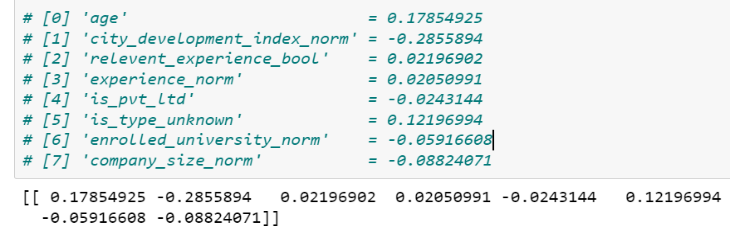 # [0] 'age' = 0.17854925
# [1] 'city_development_index_norm' = -0.2855894
# [2] 'relevent_experience_bool' = 0.02196902
# [3] 'experience_norm' = 0.02050991
# [4] 'is_pvt_ltd' = -0.0243144
# [5] 'is_type_unknown' = 0.12196994
# [6] 'enrolled_university_norm' = -0.05916608
# [7] 'company_size_norm' = -0.08824071
[[ 0.17854925 -0.2855894 0.02196902 0.02050991 -0.0243144 0.12196994
-0.05916608 -0.08824071]]